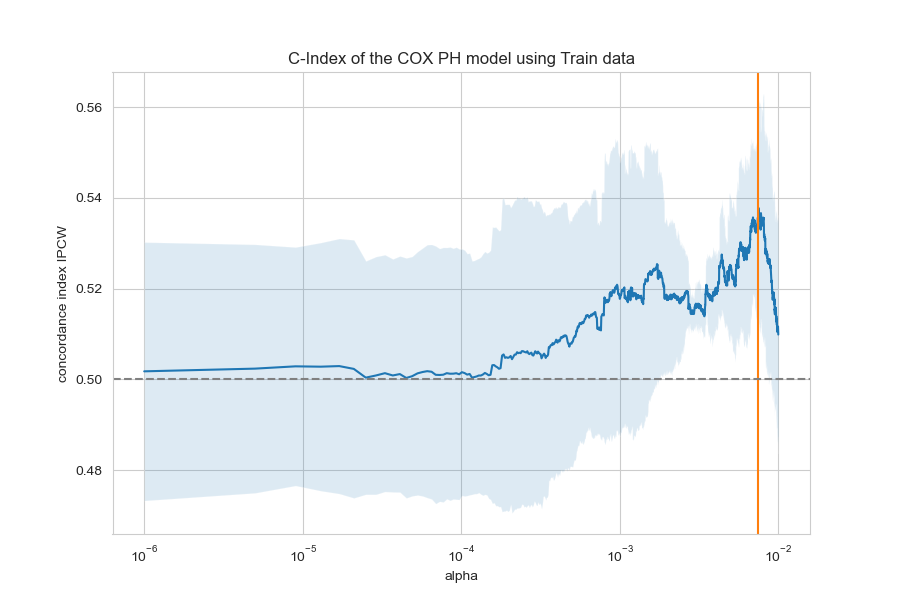 C-Index of the COX PH model using Train data
concordance index IPCW
0.56
0.54
0.52
0.50
0.48
10⁻⁶ 10⁻⁵ 10⁻⁴ 10⁻³ 10⁻²
alpha